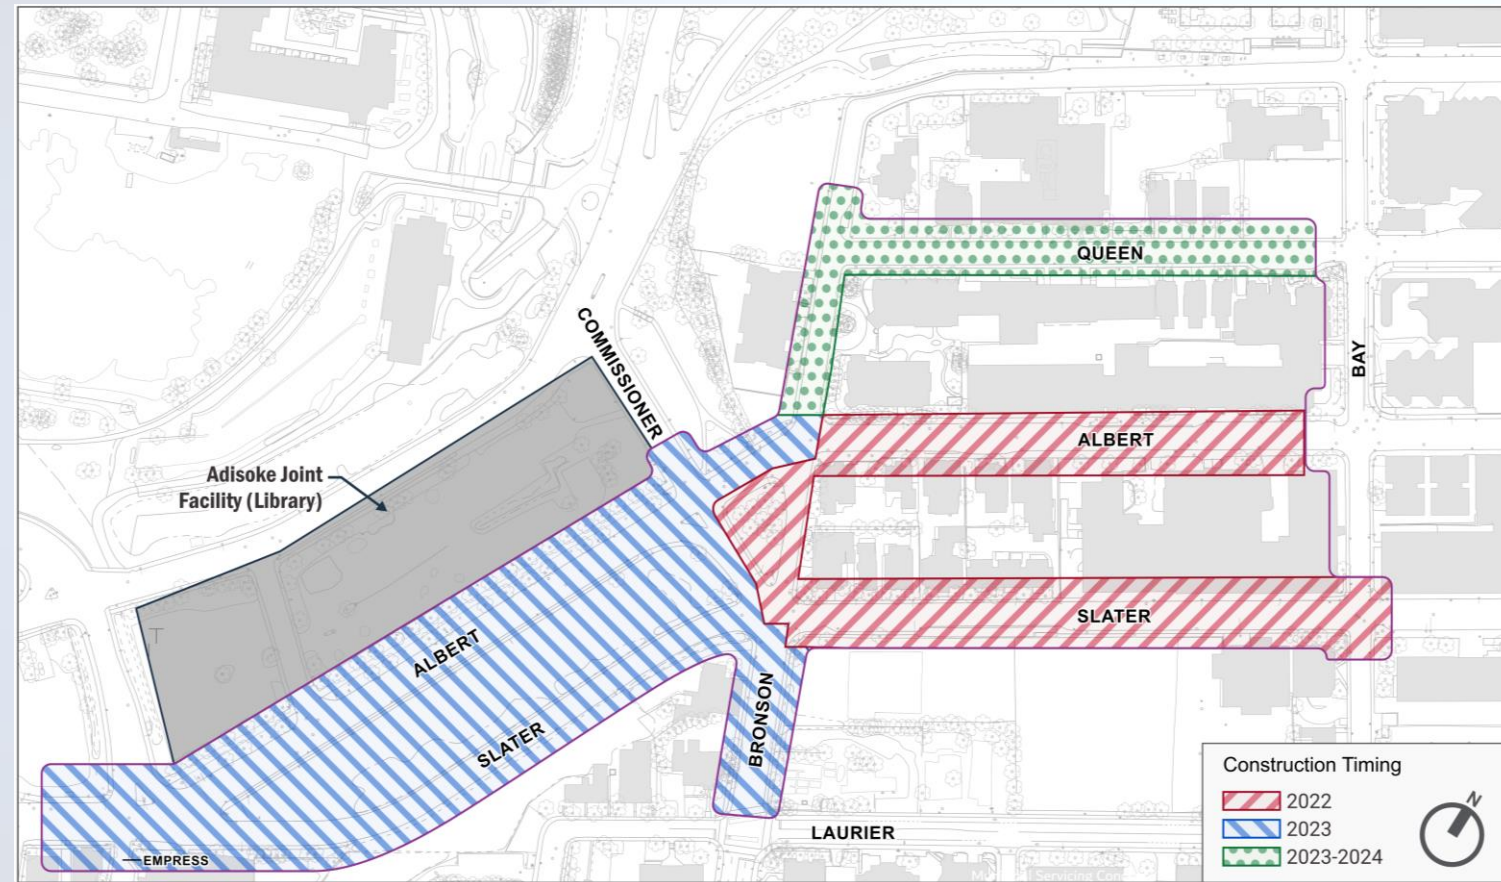 QUEEN
COMMISSIONER
BAY
ALBERT
Adisoke Joint
Facility (Library)
SLATER
ALBERT
SLATER
BRONSON
LAURIER
EMPRESS
Construction Timing
2022
2023
2023-2024
N